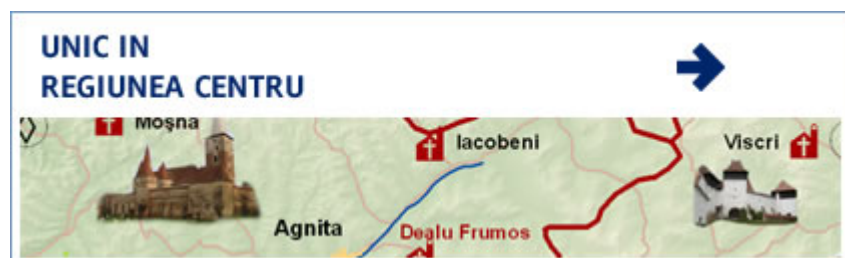 UNIC IN
REGIUNEA CENTRU
Moşna
Iacobeni
Viscri
Agnita
Dealu Frumos